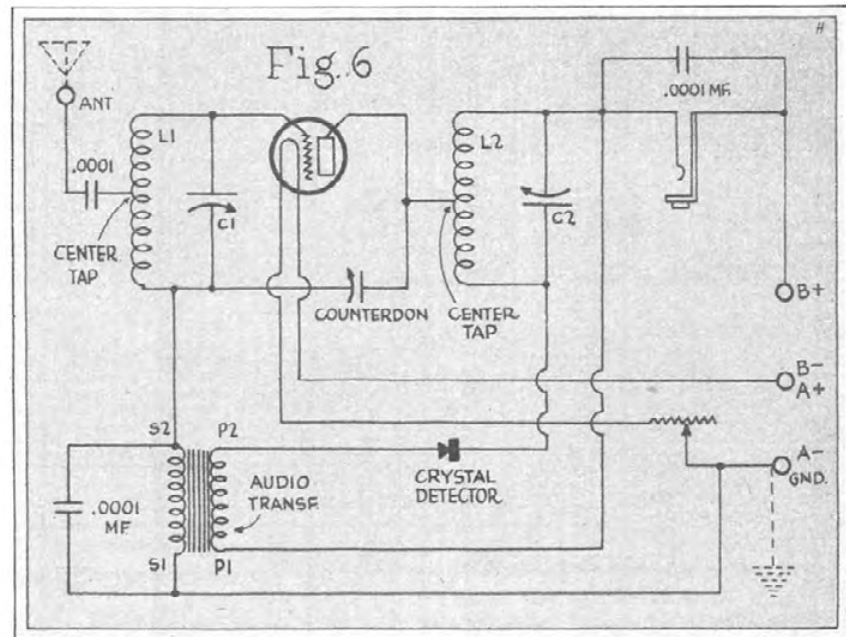 H
Fig. 6
.0001 MF.
ANT
L1
L2
.0001
C1
C2
CENTER
TAP
COUNTERDON
CENTER
TAP
B+
B-
A+
S2
P2
A-
GND.
CRYSTAL
DETECTOR
AUDIO
TRANSF.
.0001
MF
S1
P1